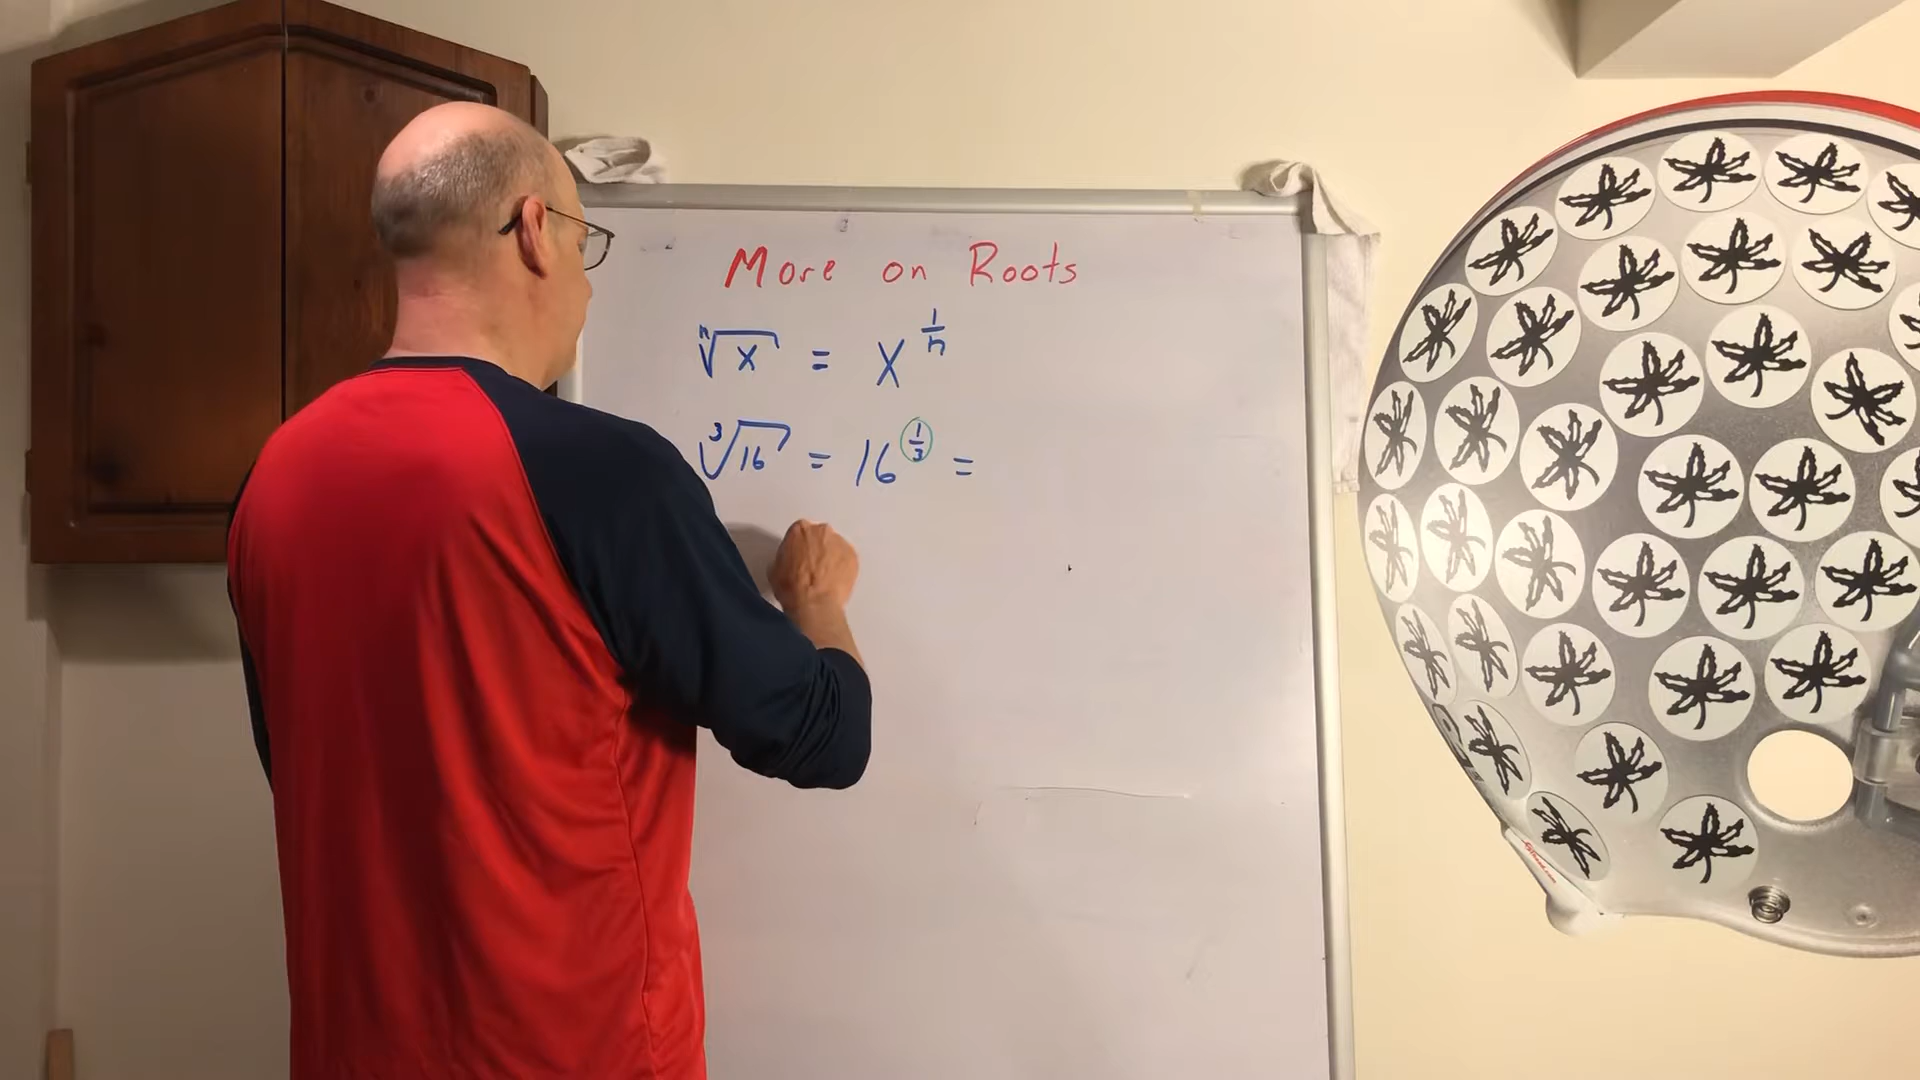 More on Roots
ⁿ√x = x^(1/n)
³√16 = 16^(1/3) =